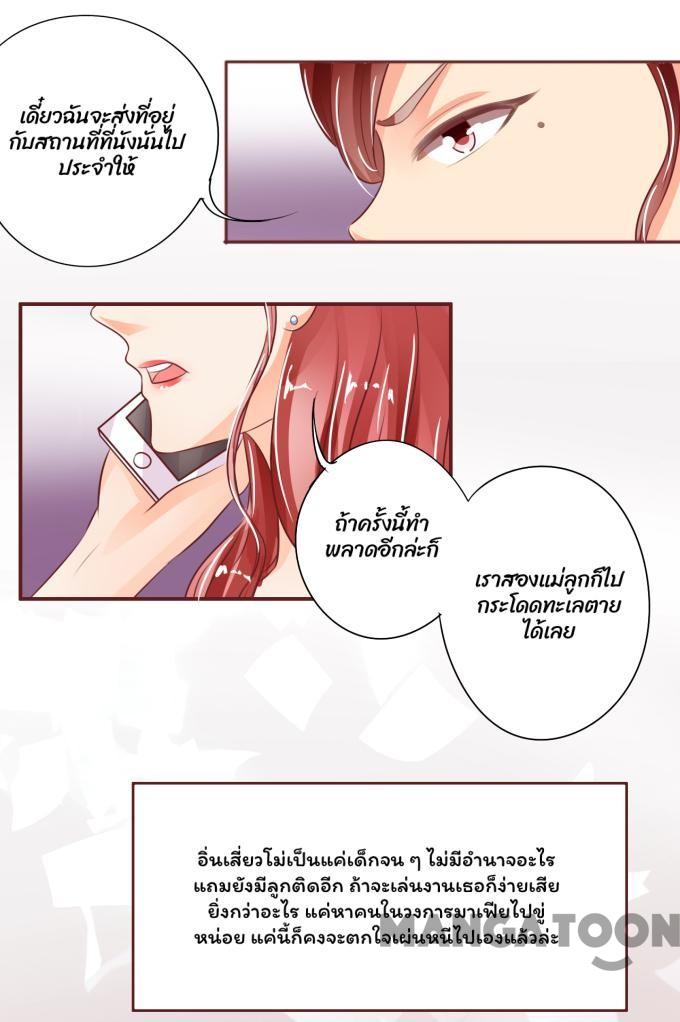 เดี๋ยวฉันจะส่งที่อยู่
กับสถานที่ที่นังนั่นไป
ประจำให้
ถ้าครั้งนี้ทำ
พลาดอีกล่ะก็
เราสองแม่ลูกก็ไป
กระโดดทะเลตาย
ได้เลย
อิ่นเสี่ยวโม่เป็นแค่เด็กจน ๆ ไม่มีอำนาจอะไร
แถมยังมีลูกติดอีก ถ้าจะเล่นงานเธอก็ง่ายเสีย
ยิ่งกว่าอะไร แค่หาคนในวงการมาเฟียไปขู่
หน่อย แค่นี้ก็คงจะตกใจเผ่นหนีไปเองแล้วล่ะ
MANGATOON